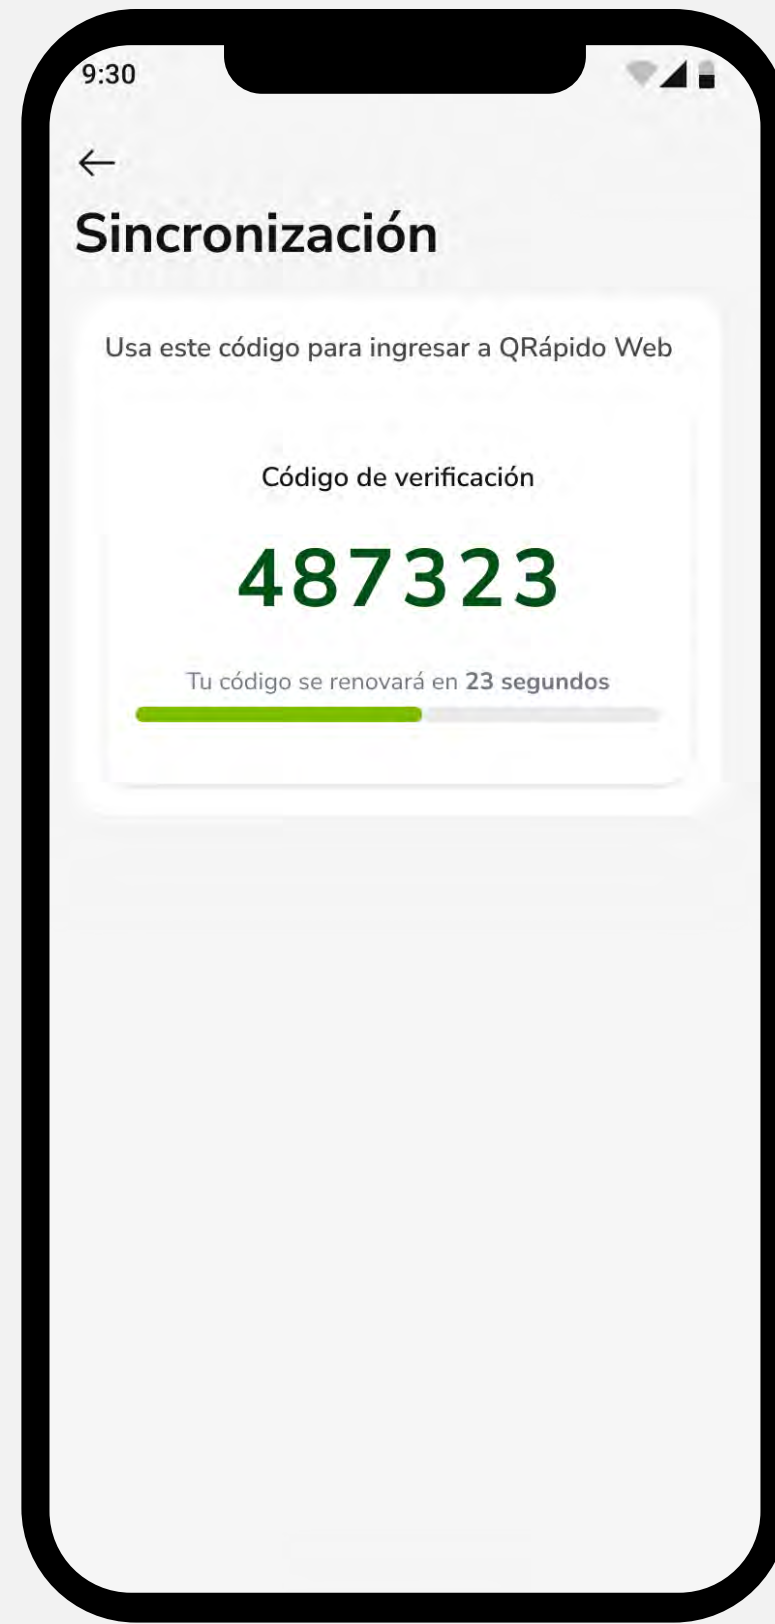 9:30
Sincronización
Usa este código para ingresar a QRápido Web
Código de verificación
487323
Tu código se renovará en 23 segundos